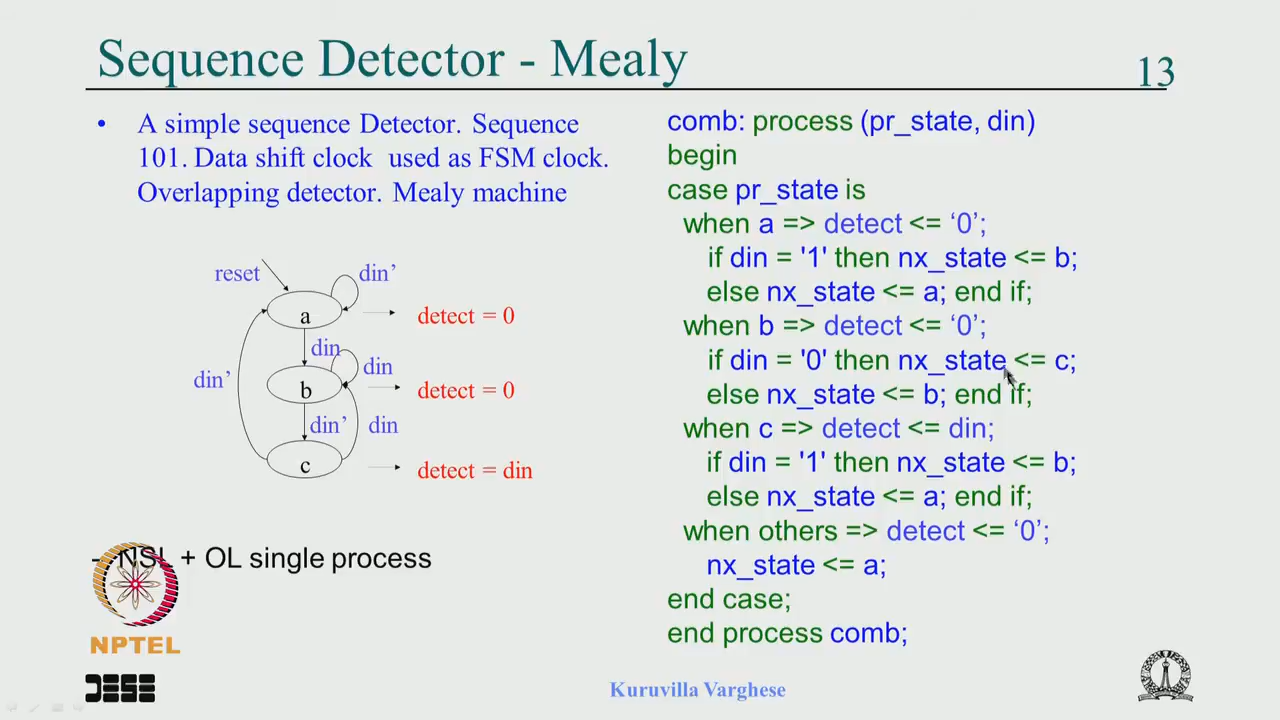 Sequence Detector - Mealy
13
• A simple sequence Detector. Sequence
101. Data shift clock used as FSM clock.
Overlapping detector. Mealy machine
reset
din’
a
detect = 0
din
din
din’
b
detect = 0
din’
din
c
detect = din
- NSL + OL single process
comb: process (pr_state, din)
begin
case pr_state is
when a => detect <= ‘0’;
if din = '1' then nx_state <= b;
else nx_state <= a; end if;
when b => detect <= ‘0’;
if din = '0' then nx_state <= c;
else nx_state <= b; end if;
when c => detect <= din;
if din = '1' then nx_state <= b;
else nx_state <= a; end if;
when others => detect <= ‘0’;
nx_state <= a;
end case;
end process comb;
NPTEL
DESE
Kuruvilla Varghese